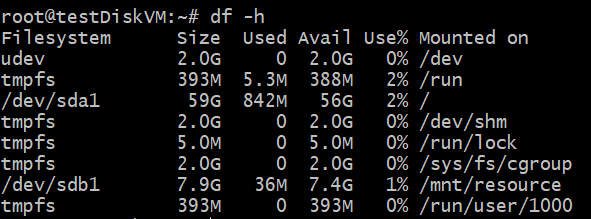 root@testDiskVM:~# df -h
Filesystem      Size  Used Avail Use% Mounted on
udev            2.0G     0  2.0G   0% /dev
tmpfs           393M  5.3M  388M   2% /run
/dev/sda1        59G  842M   56G   2% /
tmpfs           2.0G     0  2.0G   0% /dev/shm
tmpfs           5.0M     0  5.0M   0% /run/lock
tmpfs           2.0G     0  2.0G   0% /sys/fs/cgroup
/dev/sdb1       7.9G   36M  7.4G   1% /mnt/resource
tmpfs           393M     0  393M   0% /run/user/1000